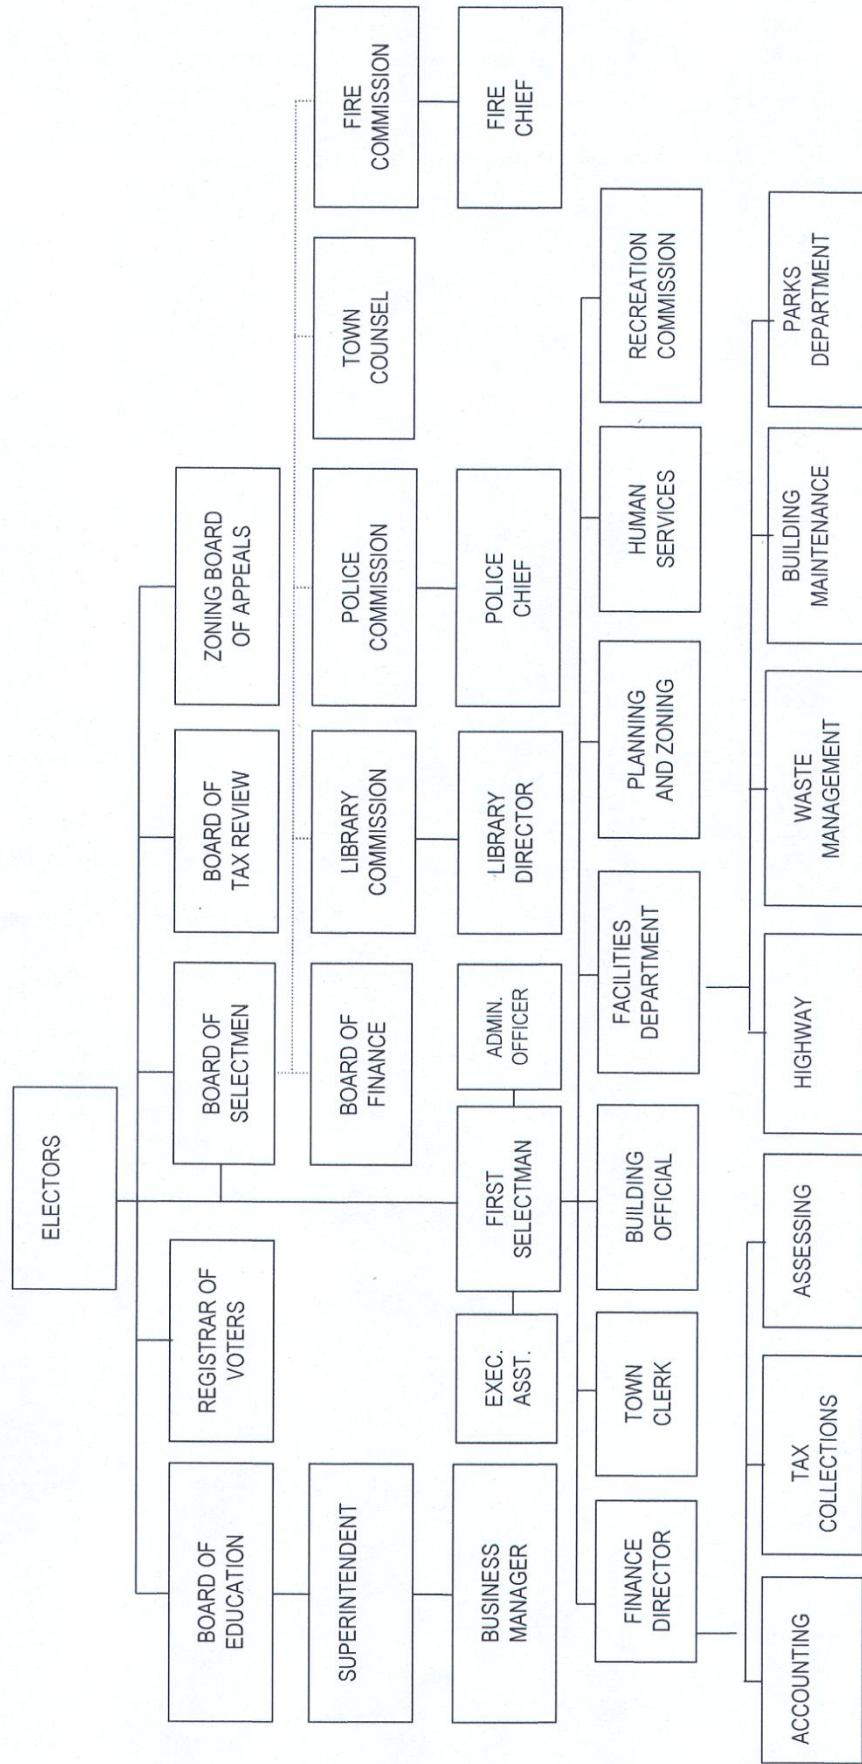 ELECTORS
BOARD OF
EDUCATION
REGISTRAR OF
VOTERS
BOARD OF
SELECTMEN
BOARD OF
TAX REVIEW
ZONING BOARD
OF APPEALS
SUPERINTENDENT
BOARD OF
FINANCE
LIBRARY
COMMISSION
POLICE
COMMISSION
TOWN
COUNSEL
FIRE
COMMISSION
BUSINESS
MANAGER
EXEC.
ASST.
FIRST
SELECTMAN
ADMIN.
OFFICER
LIBRARY
DIRECTOR
POLICE
CHIEF
FIRE
CHIEF
FINANCE
DIRECTOR
TOWN
CLERK
BUILDING
OFFICIAL
FACILITIES
DEPARTMENT
PLANNING
AND ZONING
HUMAN
SERVICES
RECREATION
COMMISSION
ACCOUNTING
TAX
COLLECTIONS
ASSESSING
HIGHWAY
WASTE
MANAGEMENT
BUILDING
MAINTENANCE
PARKS
DEPARTMENT